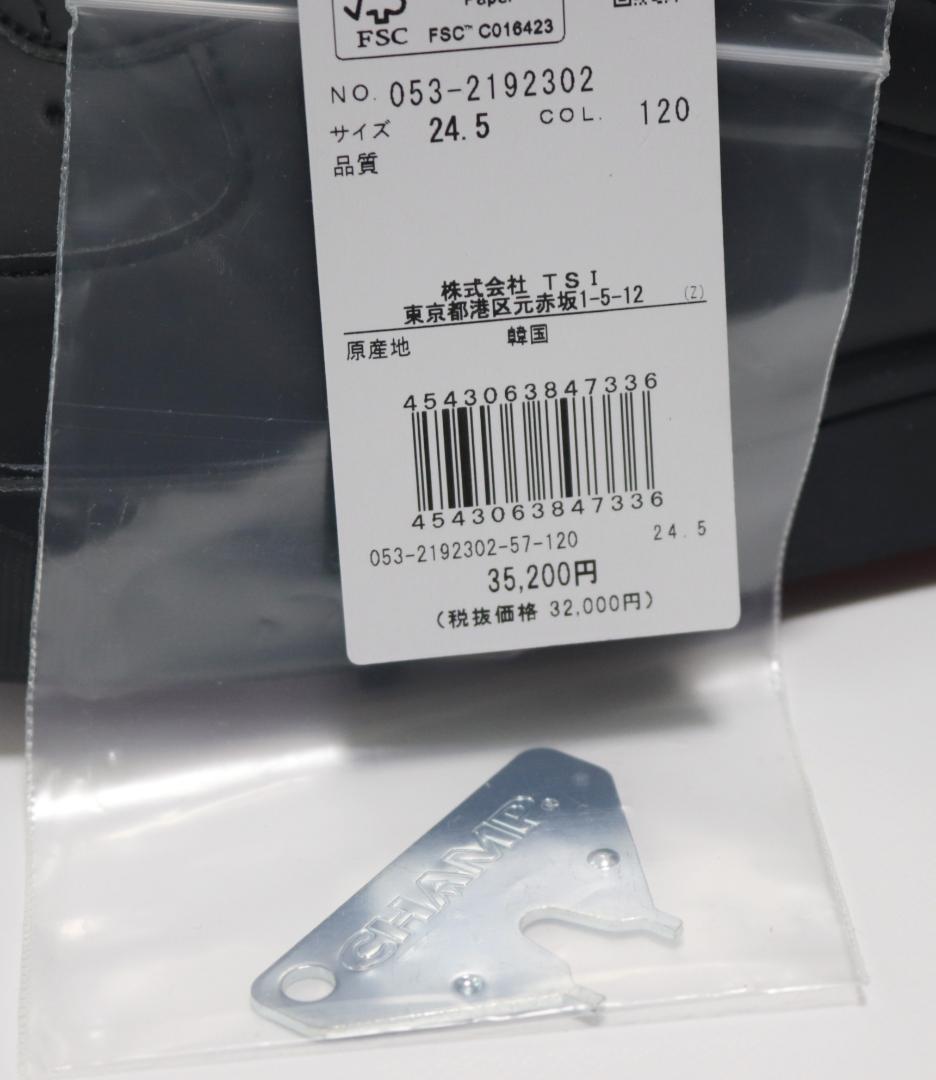 Paper
FSC FSC™ C016423
NO. 053-2192302
サイズ 24.5 COL. 120
品質
株式会社 TSI
東京都港区元赤坂1-5-12 (Z)
原産地 韓国
4543063847336
4543063847336
053-2192302-57-120 24.5
35,200円
(税抜価格 32,000円)
CHAMP®